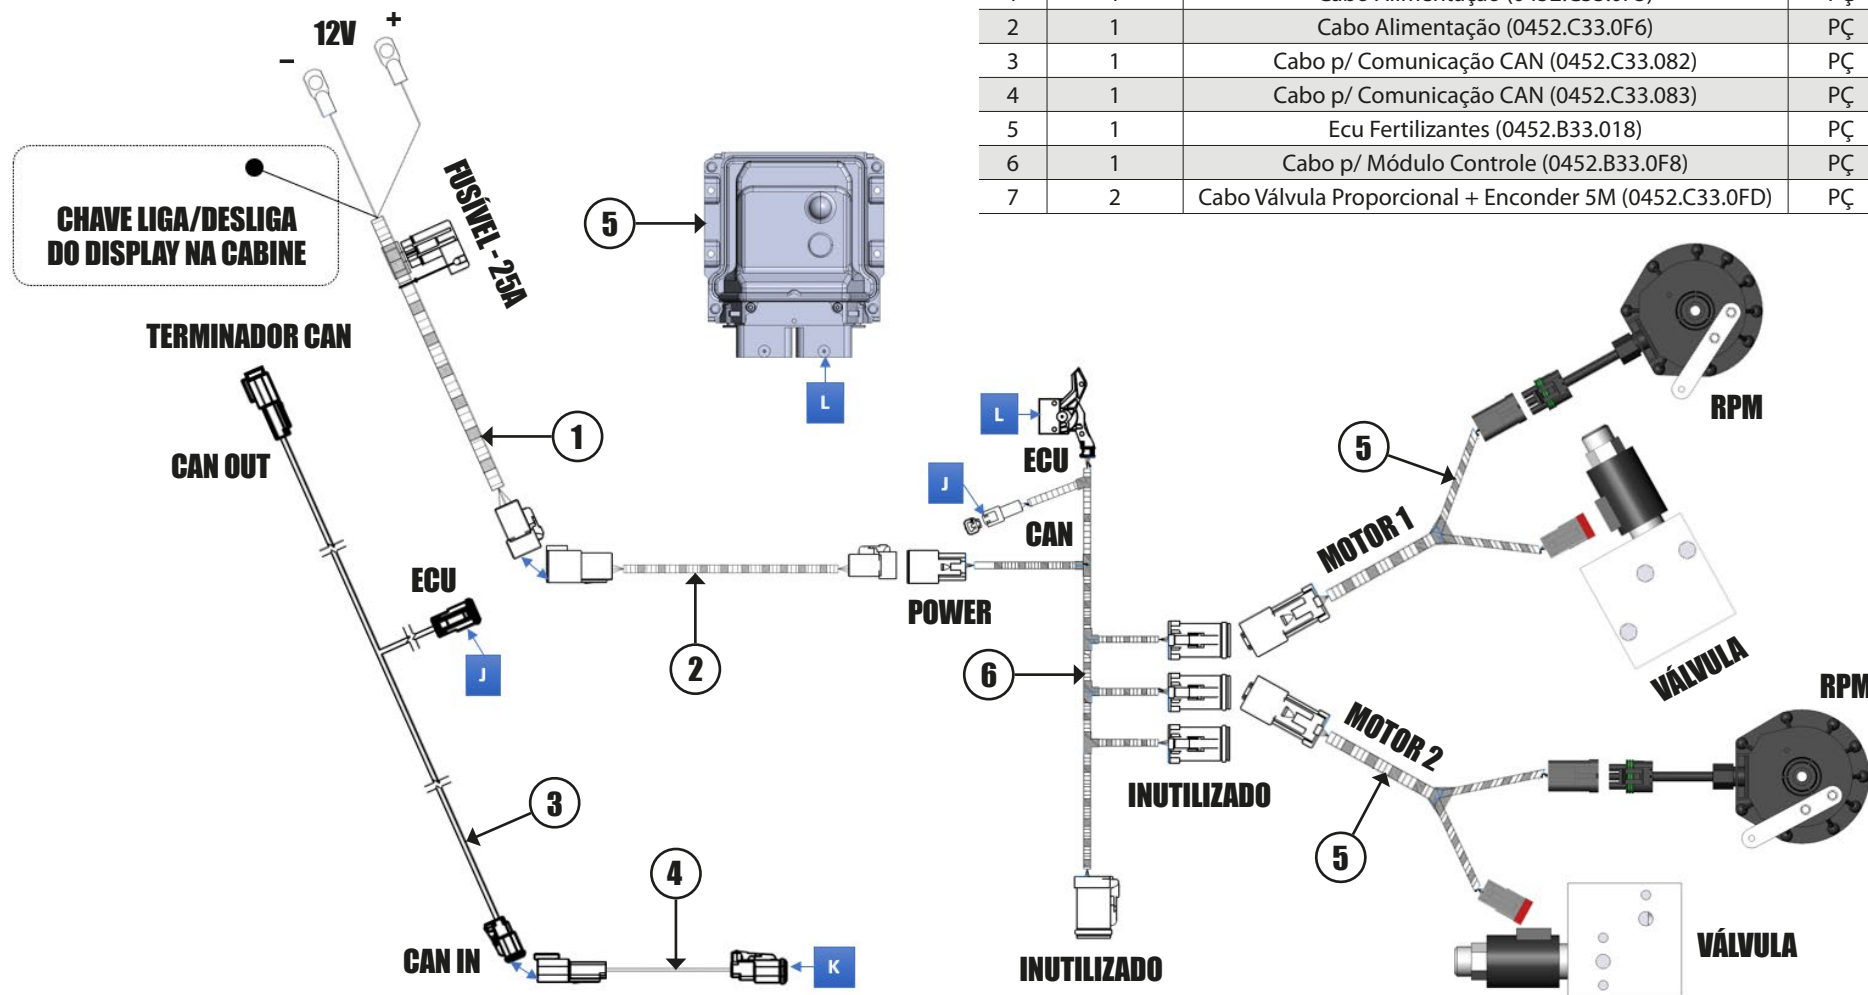 2 1 Cabo Alimentação (0452.C33.0F6) PÇ
3 1 Cabo p/ Comunicação CAN (0452.C33.082) PÇ
4 1 Cabo p/ Comunicação CAN (0452.C33.083) PÇ
5 1 Ecu Fertilizantes (0452.B33.018) PÇ
6 1 Cabo p/ Módulo Controle (0452.B33.0F8) PÇ
7 2 Cabo Válvula Proporcional + Enconder 5M (0452.C33.0FD) PÇ
12V
+
–
CHAVE LIGA/DESLIGA
DO DISPLAY NA CABINE
FUSÍVEL - 25A
5
L
TERMINADOR CAN
CAN OUT
1
ECU
J
2
3
4
CAN IN
K
L
ECU
J
CAN
POWER
6
INUTILIZADO
INUTILIZADO
MOTOR 1
5
RPM
VÁLVULA
MOTOR 2
5
RPM
VÁLVULA